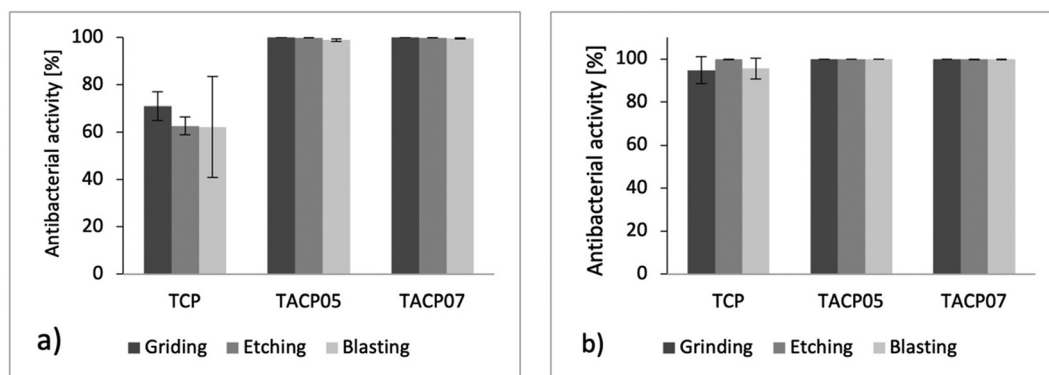 Antibacterial activity [%]
100
80
60
40
20
0
TCP TACP05 TACP07
a)
Griding Etching Blasting
Antibacterial activity [%]
100
80
60
40
20
0
TCP TACP05 TACP07
b)
Grinding Etching Blasting